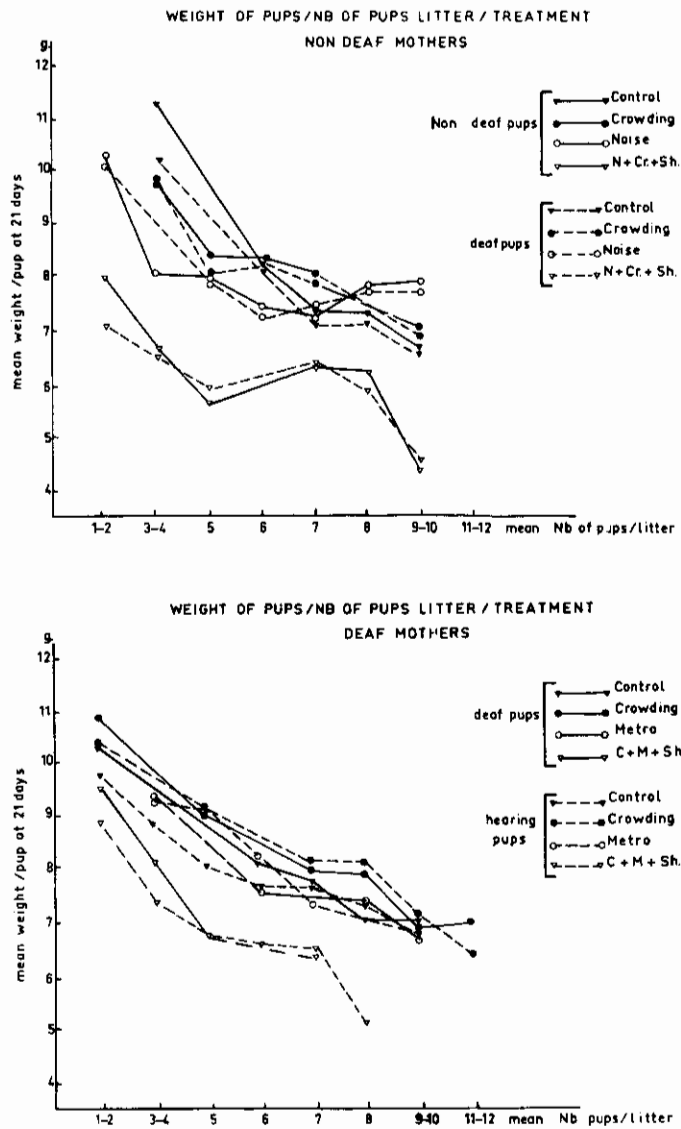 WEIGHT OF PUPS/NB OF PUPS LITTER / TREATMENT
NON DEAF MOTHERS
g
12
11
10
9
8
7
6
5
4
mean weight /pup at 21 days
Non deaf pups
Control
Crowding
Noise
N+Cr.+Sh.
deaf pups
Control
Crowding
Noise
N+Cr.+Sh.
1-2 3-4 5 6 7 8 9-10 11-12 mean Nb of pups/litter
WEIGHT OF PUPS/NB OF PUPS LITTER / TREATMENT
DEAF MOTHERS
g
12
11
10
9
8
7
6
5
4
mean weight /pup at 21 days
deaf pups
Control
Crowding
Metro
C+M+Sh
hearing pups
Control
Crowding
Metro
C+M+Sh.
1-2 3-4 5 6 7 8 9-10 11-12 mean Nb pups/litter